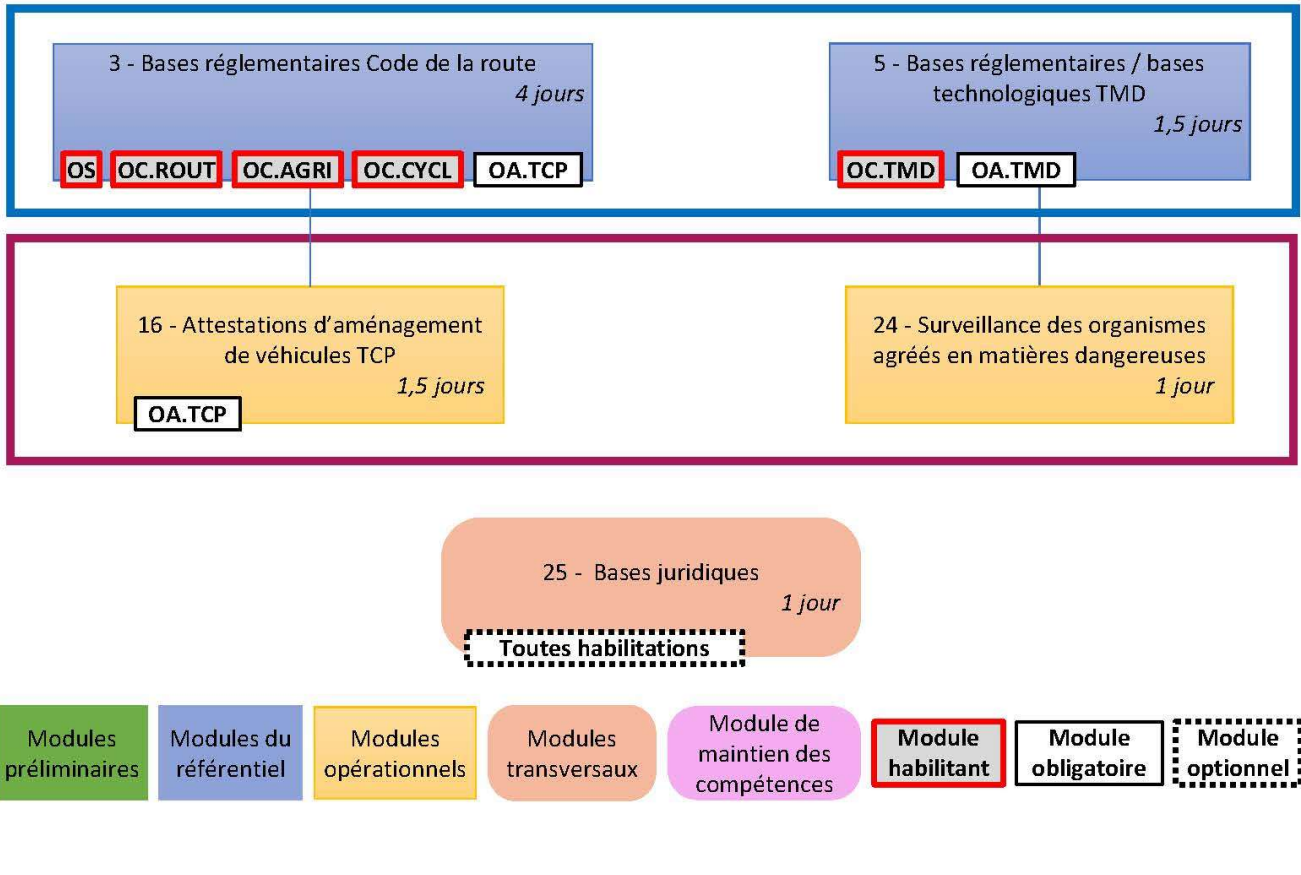 3 - Bases réglementaires Code de la route
4 jours
OS OC.ROUT OC.AGRI OC.CYCL OA.TCP
5 - Bases réglementaires / bases
technologiques TMD
1,5 jours
OC.TMD OA.TMD
16 - Attestations d’aménagement
de véhicules TCP
1,5 jours
OA.TCP
24 - Surveillance des organismes
agréés en matières dangereuses
1 jour
25 - Bases juridiques
1 jour
Toutes habilitations
Modules
préliminaires
Modules du
référentiel
Modules
opérationnels
Modules
transversaux
Module de
maintien des
compétences
Module
habilitant
Module
obligatoire
Module
optionnel